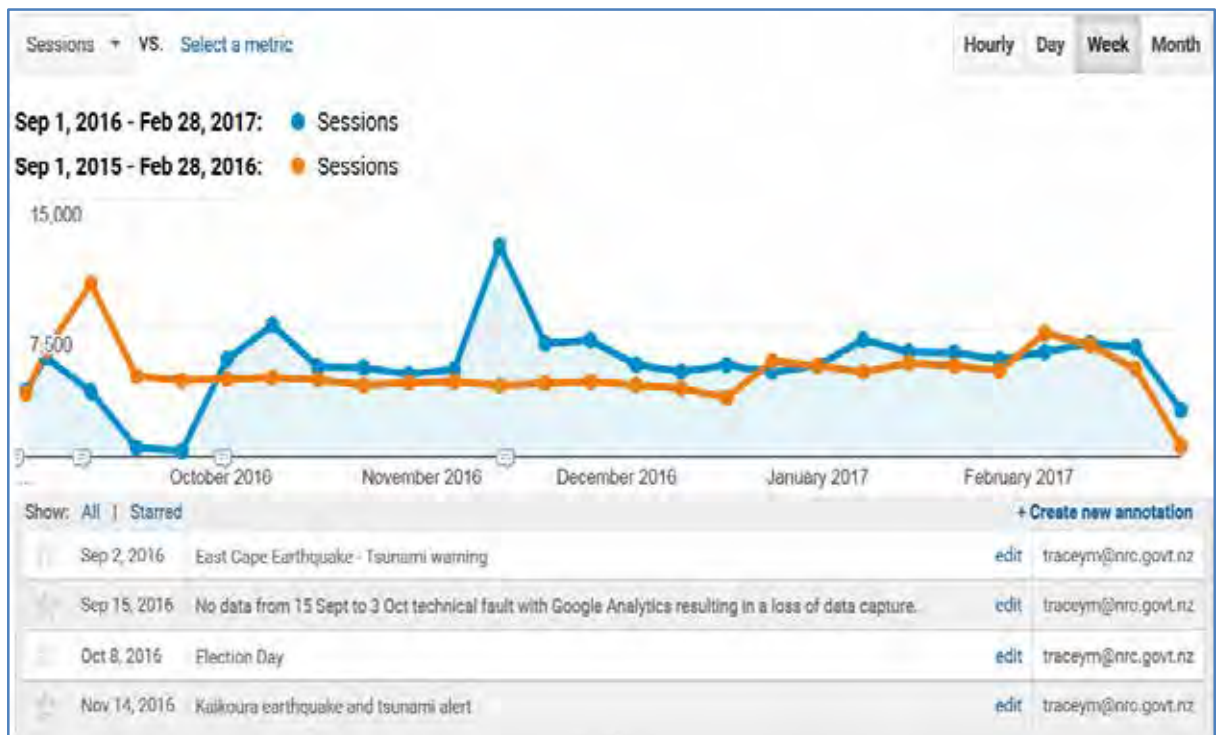 Sessions VS. Select a metric
Hourly Day Week Month
Sep 1, 2016 - Feb 28, 2017: Sessions
Sep 1, 2015 - Feb 28, 2016: Sessions
15,000
7,500
... October 2016 November 2016 December 2016 January 2017 February 2017
Show: All | Starred + Create new annotation
Sep 2, 2016 East Cape Earthquake - Tsunami warning edit traceym@nrc.govt.nz
Sep 15, 2016 No data from 15 Sept to 3 Oct technical fault with Google Analytics resulting in a loss of data capture. edit traceym@nrc.govt.nz
Oct 8, 2016 Election Day edit traceym@nrc.govt.nz
Nov 14, 2016 Kaikoura earthquake and tsunami alert edit traceym@nrc.govt.nz